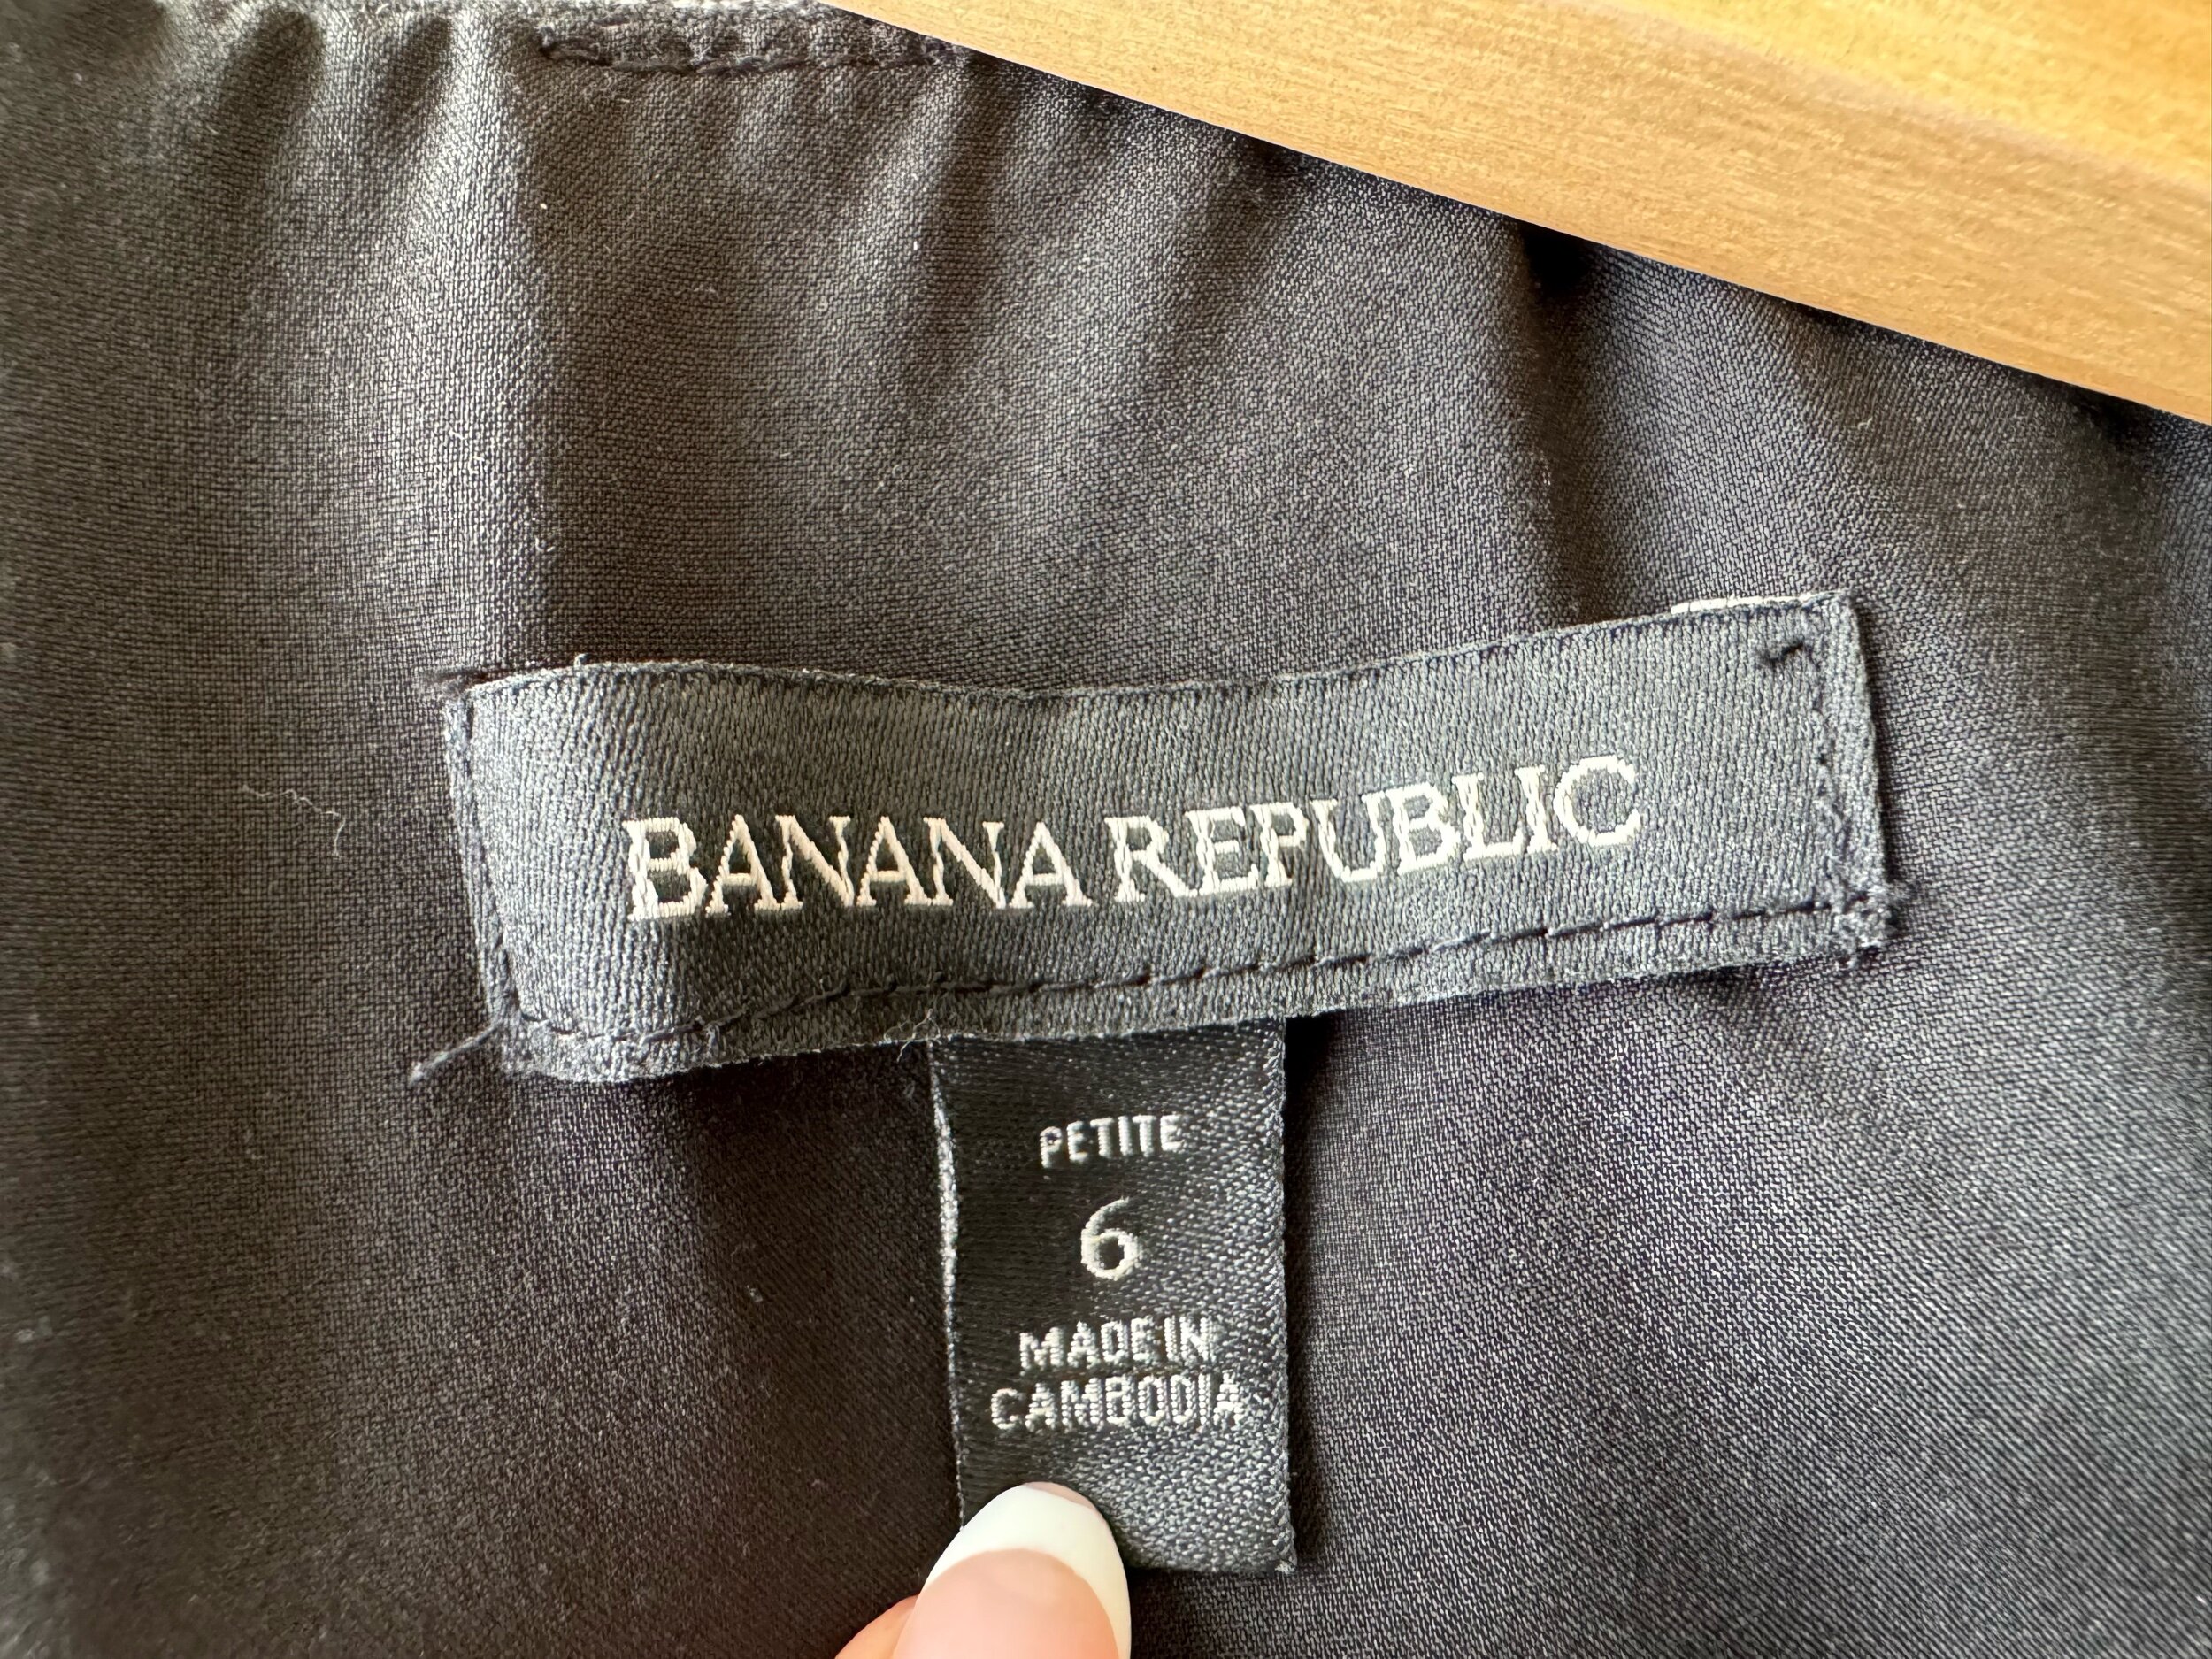 BANANA REPUBLIC
PETITE
6
MADE IN
CAMBODIA